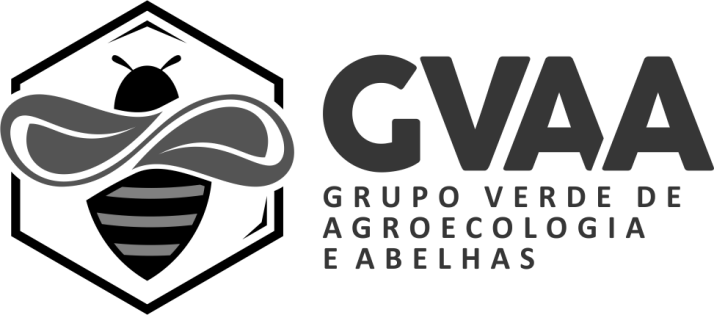 GVAA
GRUPO VERDE DE
AGROECOLOGIA
E ABELHAS